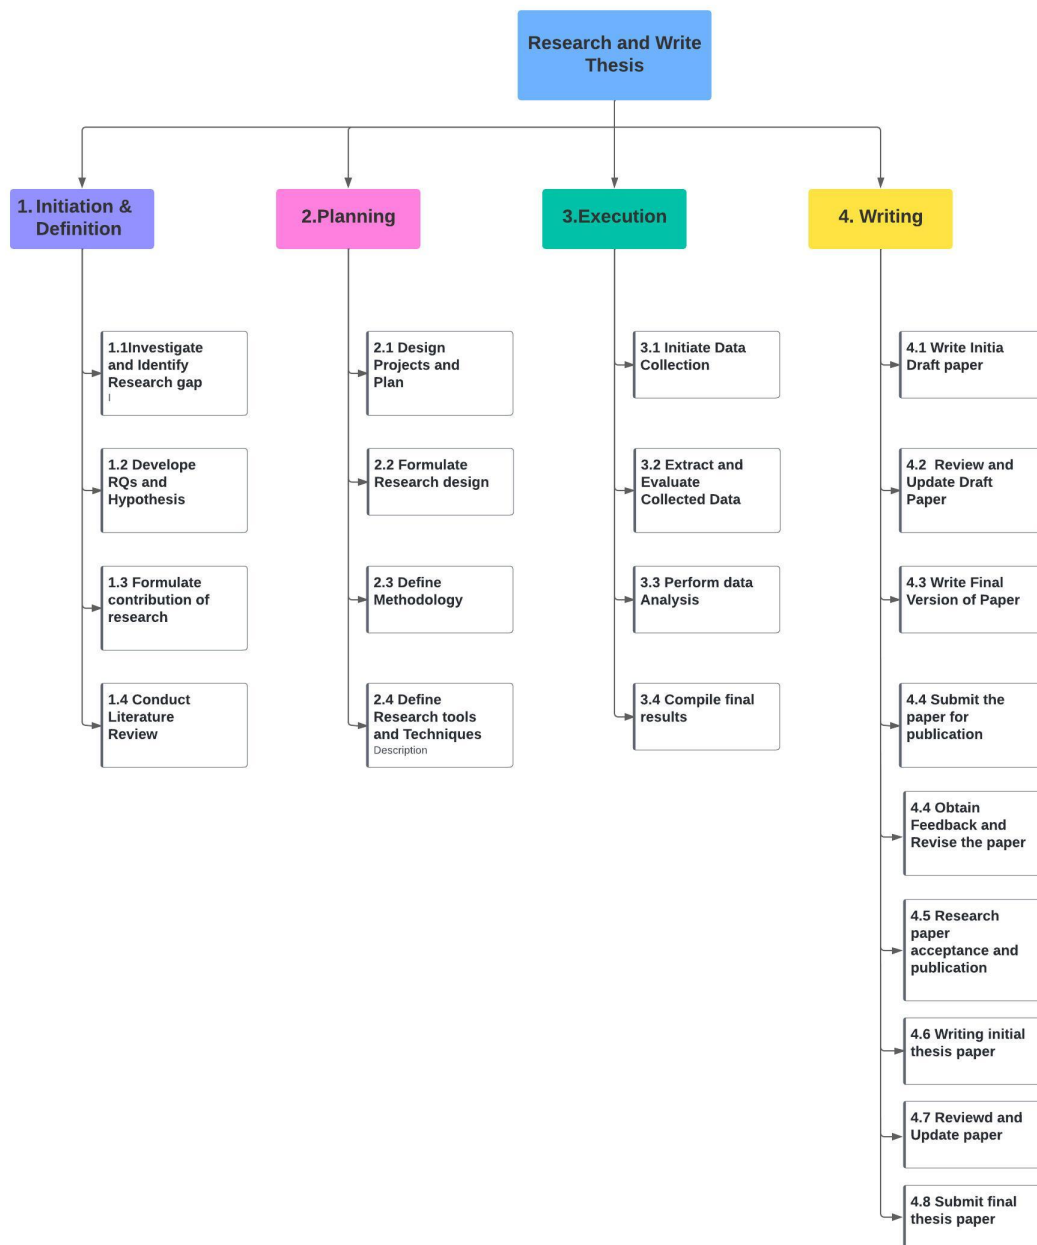 Research and Write
Thesis
1. Initiation &
Definition
2.Planning
3.Execution
4. Writing
1.1Investigate
and Identify
Research gap
I
1.2 Develope
RQs and
Hypothesis
1.3 Formulate
contribution of
research
1.4 Conduct
Literature
Review
2.1 Design
Projects and
Plan
2.2 Formulate
Research design
2.3 Define
Methodology
2.4 Define
Research tools
and Techniques
Description
3.1 Initiate Data
Collection
3.2 Extract and
Evaluate
Collected Data
3.3 Perform data
Analysis
3.4 Compile final
results
4.1 Write Initia
Draft paper
4.2 Review and
Update Draft
Paper
4.3 Write Final
Version of Paper
4.4 Submit the
paper for
publication
4.4 Obtain
Feedback and
Revise the paper
4.5 Research
paper
acceptance and
publication
4.6 Writing initial
thesis paper
4.7 Reviewd and
Update paper
4.8 Submit final
thesis paper